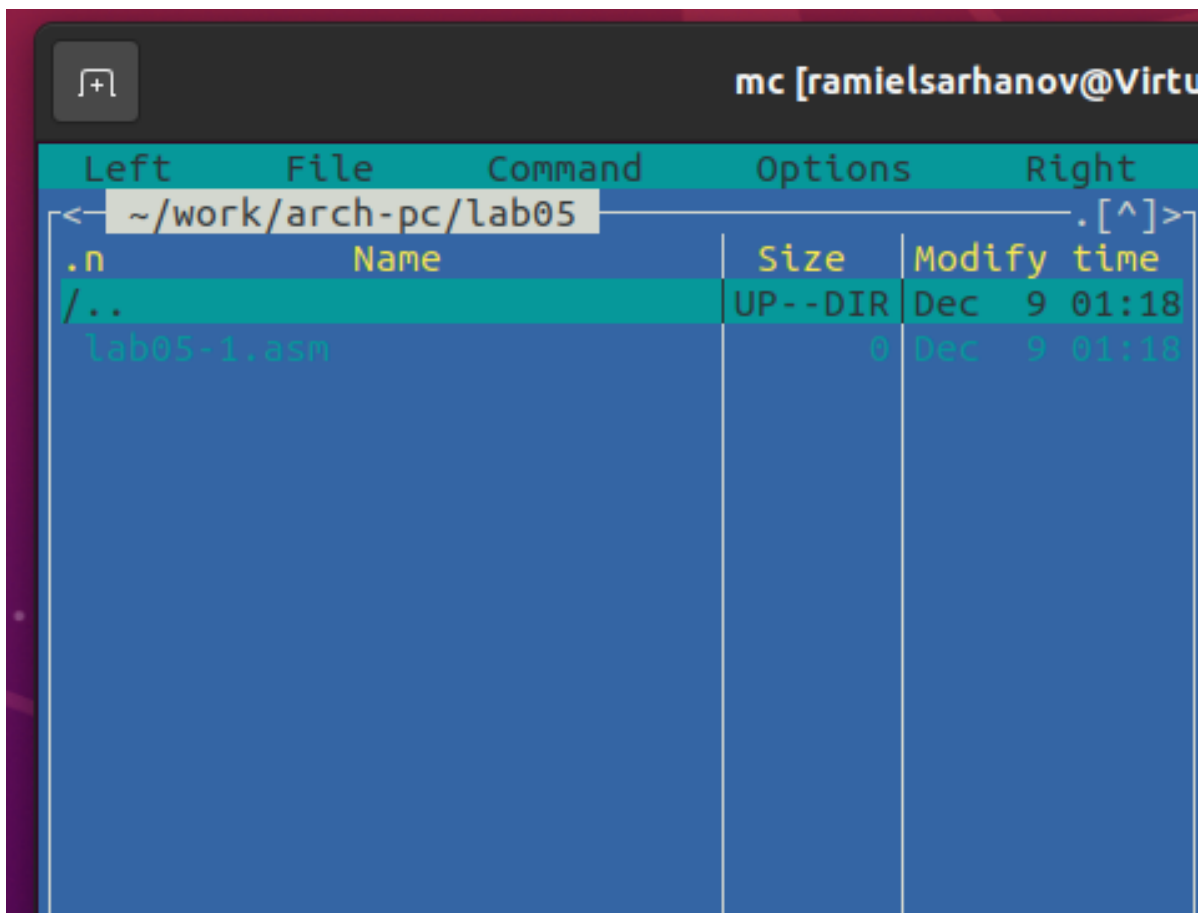 mc [ramielsarhanov@Virtu
Left File Command Options Right
<─ ~/work/arch-pc/lab05 ─.[^]>
.n Name Size Modify time
/.. UP--DIR Dec 9 01:18
lab05-1.asm 0 Dec 9 01:18